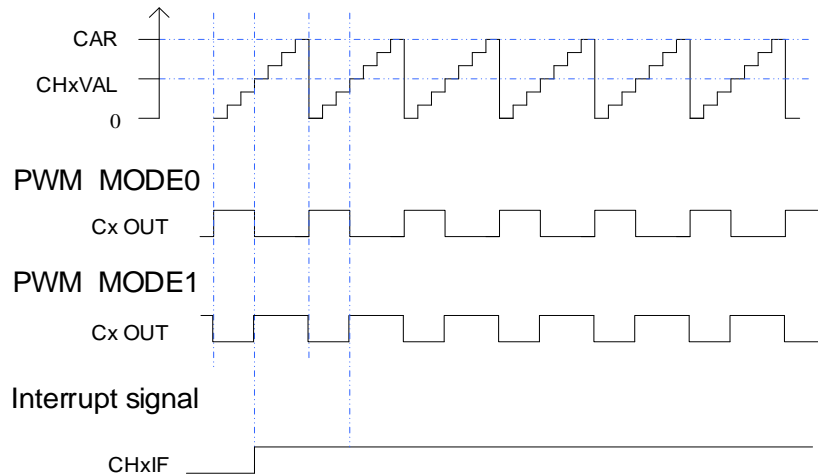 CAR
CHxVAL
0
PWM MODE0
Cx OUT
PWM MODE1
Cx OUT
Interrupt signal
CHxIF